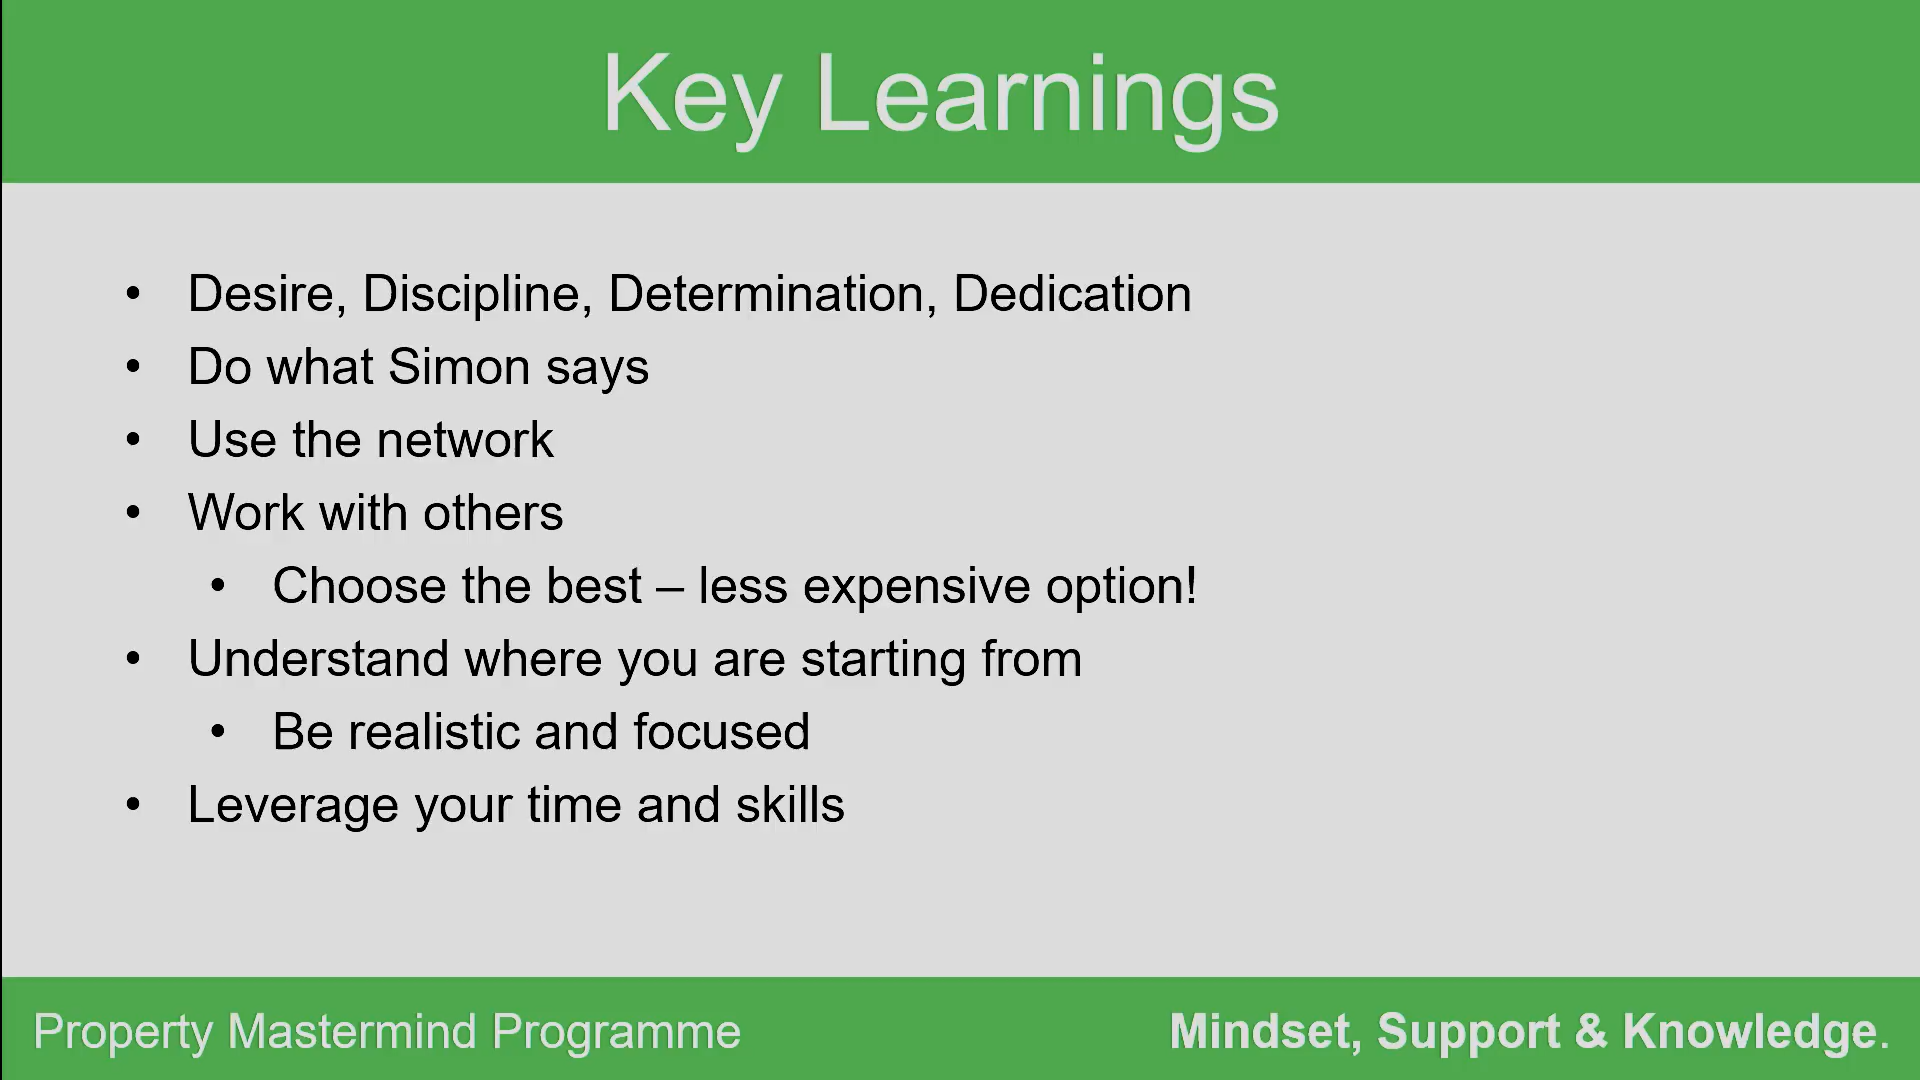 Key Learnings
• Desire, Discipline, Determination, Dedication
• Do what Simon says
• Use the network
• Work with others
• Choose the best – less expensive option!
• Understand where you are starting from
• Be realistic and focused
• Leverage your time and skills
Property Mastermind Programme
Mindset, Support & Knowledge.